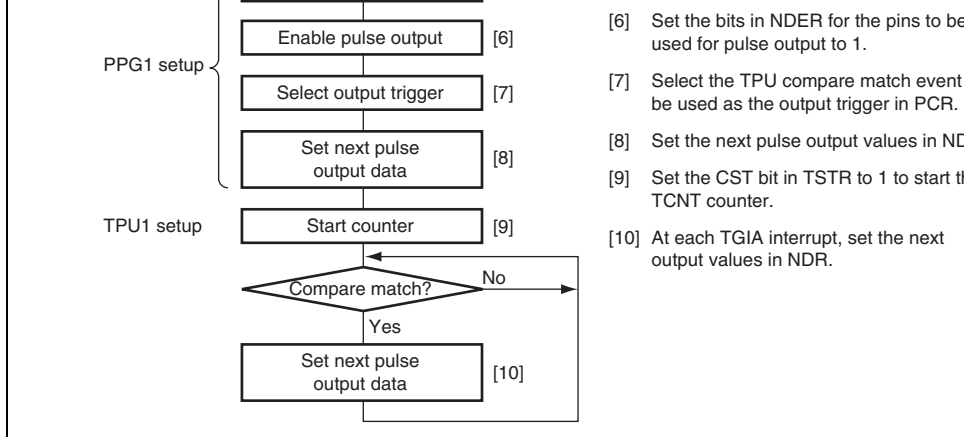 Enable pulse output [6]
PPG1 setup
Select output trigger [7]
Set next pulse
output data [8]
TPU1 setup
Start counter [9]
Compare match?
No
Yes
Set next pulse
output data [10]
[6] Set the bits in NDER for the pins to be
used for pulse output to 1.
[7] Select the TPU compare match event
be used as the output trigger in PCR.
[8] Set the next pulse output values in
[9] Set the CST bit in TSTR to 1 to start
TCNT counter.
[10] At each TGIA interrupt, set the next
output values in NDR.